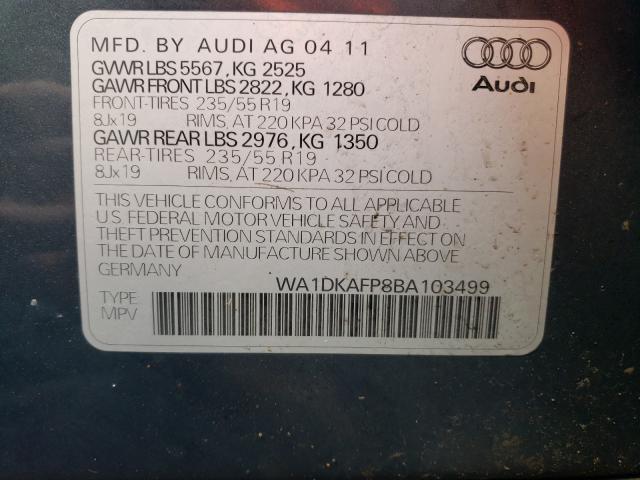 MFD. BY AUDI AG 04 11
GVWR LBS 5567, KG 2525
GAWR FRONT LBS 2822, KG 1280
FRONT-TIRES 235/55 R19
8Jx19 RIMS, AT 220 KPA 32 PSI COLD
GAWR REAR LBS 2976, KG 1350
REAR-TIRES 235/55 R19
8Jx19 RIMS, AT 220 KPA 32 PSI COLD
Audi
THIS VEHICLE CONFORMS TO ALL APPLICABLE
U.S. FEDERAL MOTOR VEHICLE SAFETY, AND
THEFT PREVENTION STANDARDS IN EFFECT ON
THE DATE OF MANUFACTURE SHOWN ABOVE
GERMANY
WA1DKAFP8BA103499
TYPE
MPV